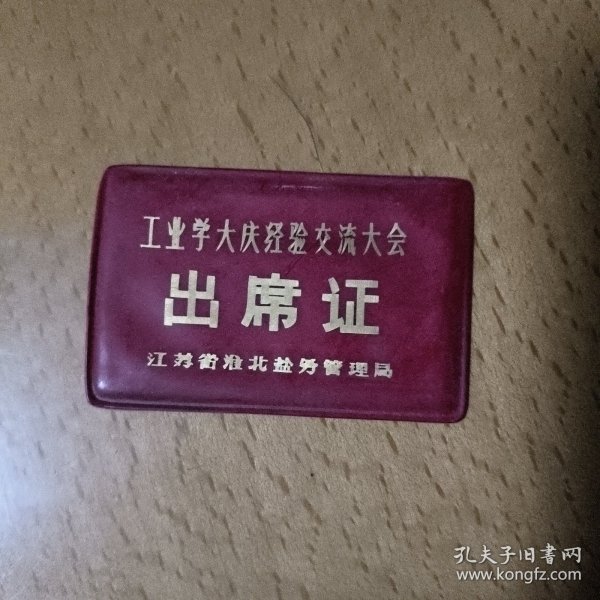 工业学大庆经验交流大会
出席证
江苏省淮北盐务管理局
孔夫子旧書网
www.kongfz.com